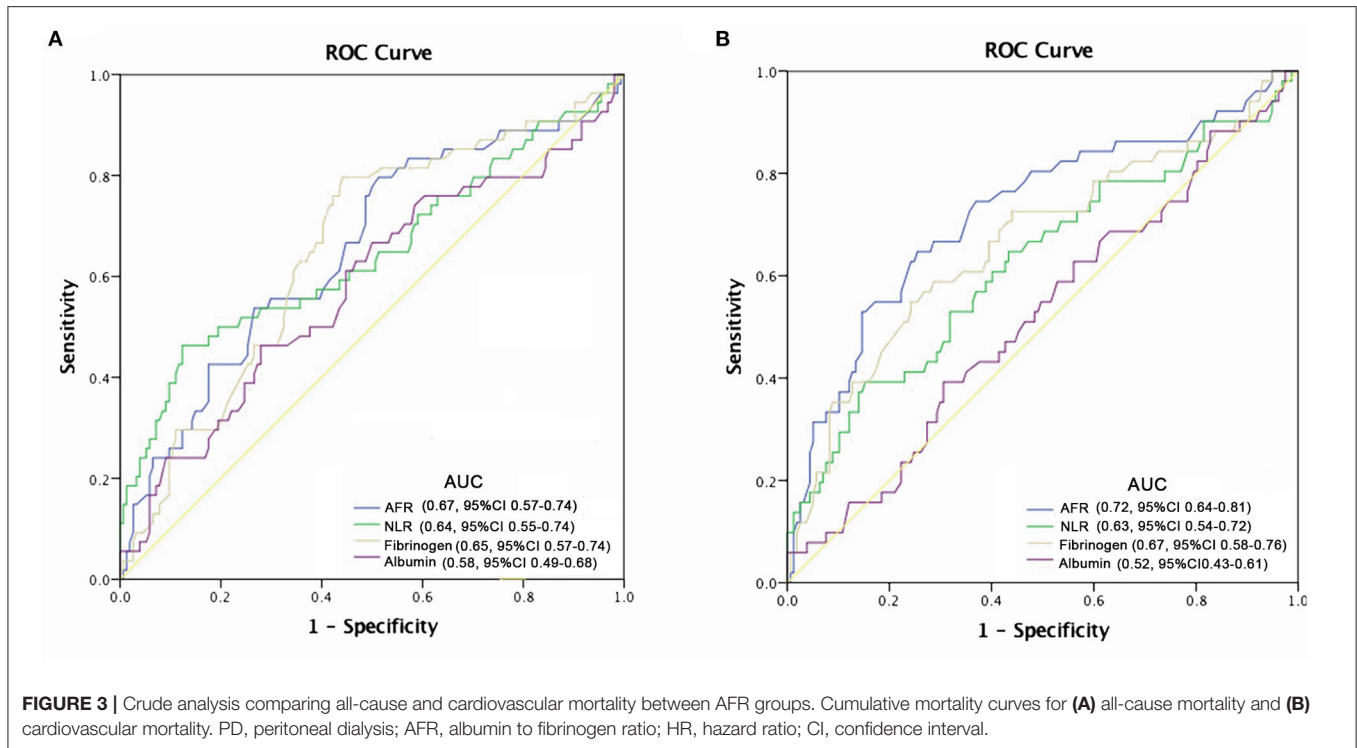 A
ROC Curve
1.0
0.8
0.6
0.4
0.2
0.0
Sensitivity
0.0 0.2 0.4 0.6 0.8 1.0
1 - Specificity
AUC
AFR (0.67, 95%CI 0.57-0.74)
NLR (0.64, 95%CI 0.55-0.74)
Fibrinogen (0.65, 95%CI 0.57-0.74)
Albumin (0.58, 95%CI 0.49-0.68)
B
ROC Curve
1.0
0.8
0.6
0.4
0.2
0.0
Sensitivity
0.0 0.2 0.4 0.6 0.8 1.0
1 - Specificity
AUC
AFR (0.72, 95%CI 0.64-0.81)
NLR (0.63, 95%CI 0.54-0.72)
Fibrinogen (0.67, 95%CI 0.58-0.76)
Albumin (0.52, 95%CI0.43-0.61)
FIGURE 3 | Crude analysis comparing all-cause and cardiovascular mortality between AFR groups. Cumulative mortality curves for (A) all-cause mortality and (B)
cardiovascular mortality. PD, peritoneal dialysis; AFR, albumin to fibrinogen ratio; HR, hazard ratio; CI, confidence interval.